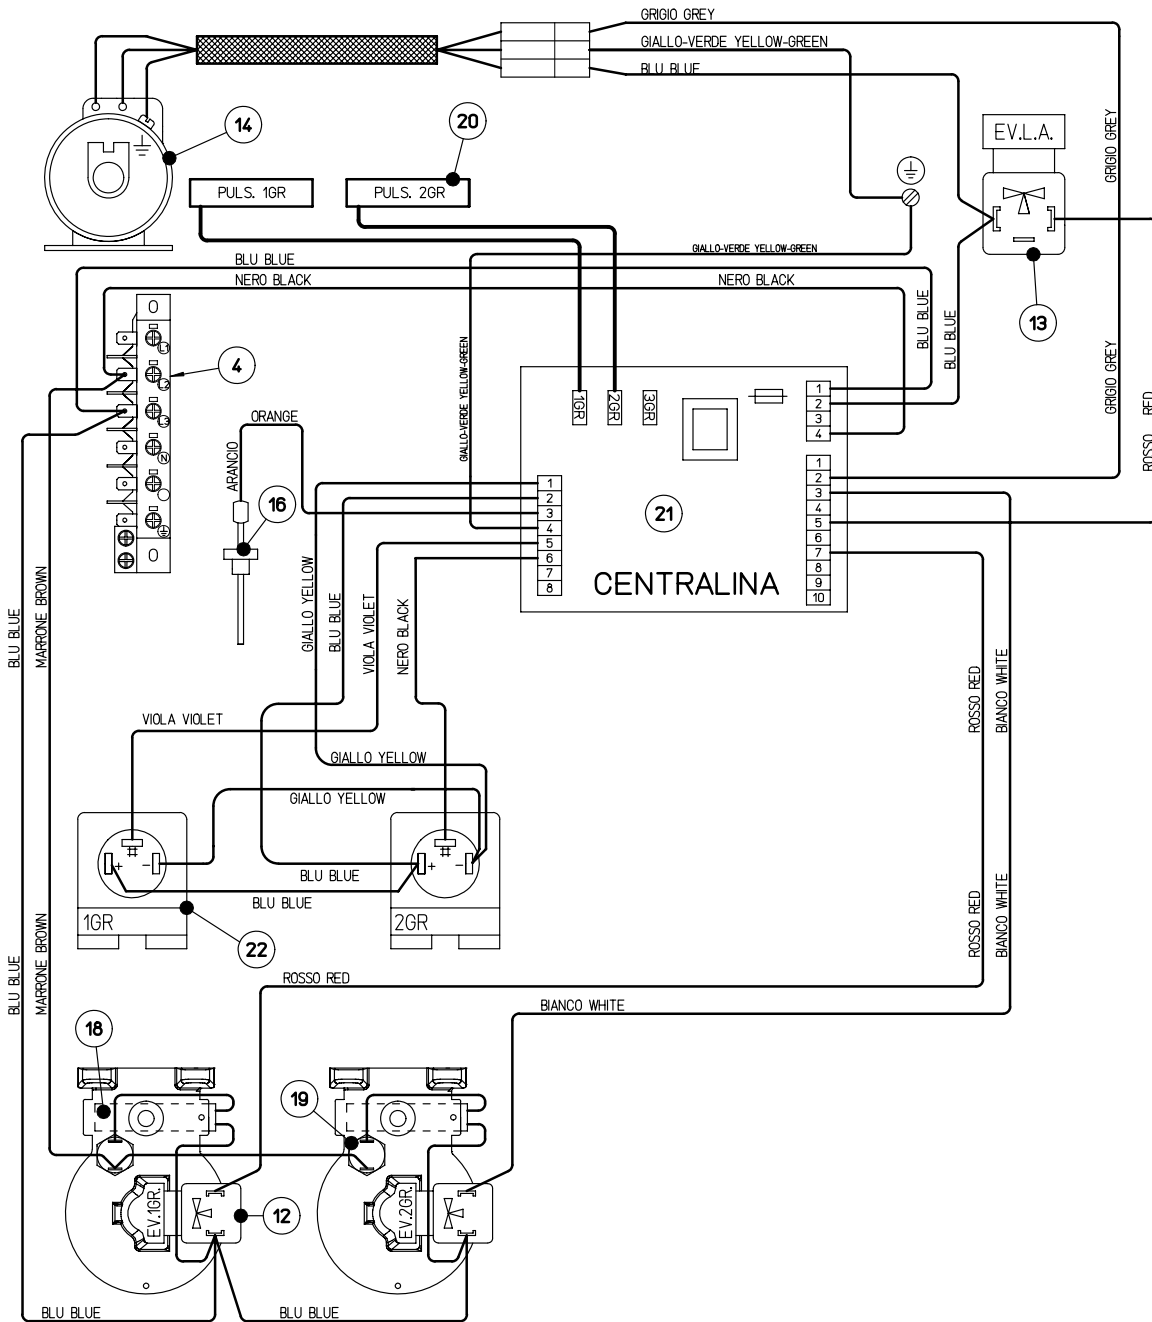 GRIGIO GREY
GIALLO-VERDE YELLOW-GREEN
BLU BLUE
14
20
EV.L.A.
GRIGIO GREY
PULS. 1GR
PULS. 2GR
GIALLO-VERDE YELLOW-GREEN
BLU BLUE
NERO BLACK
NERO BLACK
13
BLU BLUE
BLU BLUE
GRIGIO GREY
ROSSO RED
4
L1
L2
L3
N
ORANGE
ARANCIO
16
GIALLO-VERDE YELLOW-GREEN
1GR
2GR
3GR
1
2
3
4
1
2
3
4
5
6
7
8
9
10
1
2
3
4
5
6
7
8
21
CENTRALINA
BLU BLUE
MARRONE BROWN
GIALLO YELLOW
BLU BLUE
VIOLA VIOLET
NERO BLACK
ROSSO RED
BIANCO WHITE
VIOLA VIOLET
GIALLO YELLOW
GIALLO YELLOW
+
-
+
-
BLU BLUE
BLU BLUE
1GR
2GR
22
BLU BLUE
MARRONE BROWN
ROSSO RED
BIANCO WHITE
ROSSO RED
BIANCO WHITE
18
19
EV.1GR.
12
EV.2GR.
BLU BLUE
BLU BLUE